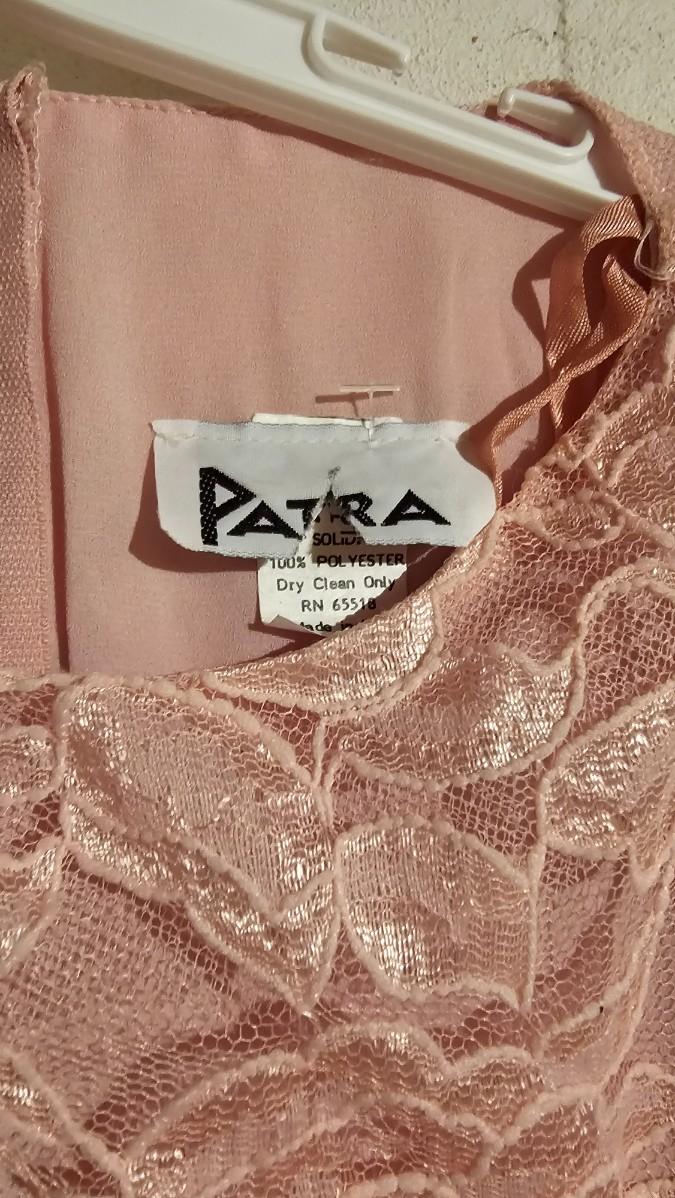 PATRA
SOLID:
100% POLYESTER
Dry Clean Only
RN 65518